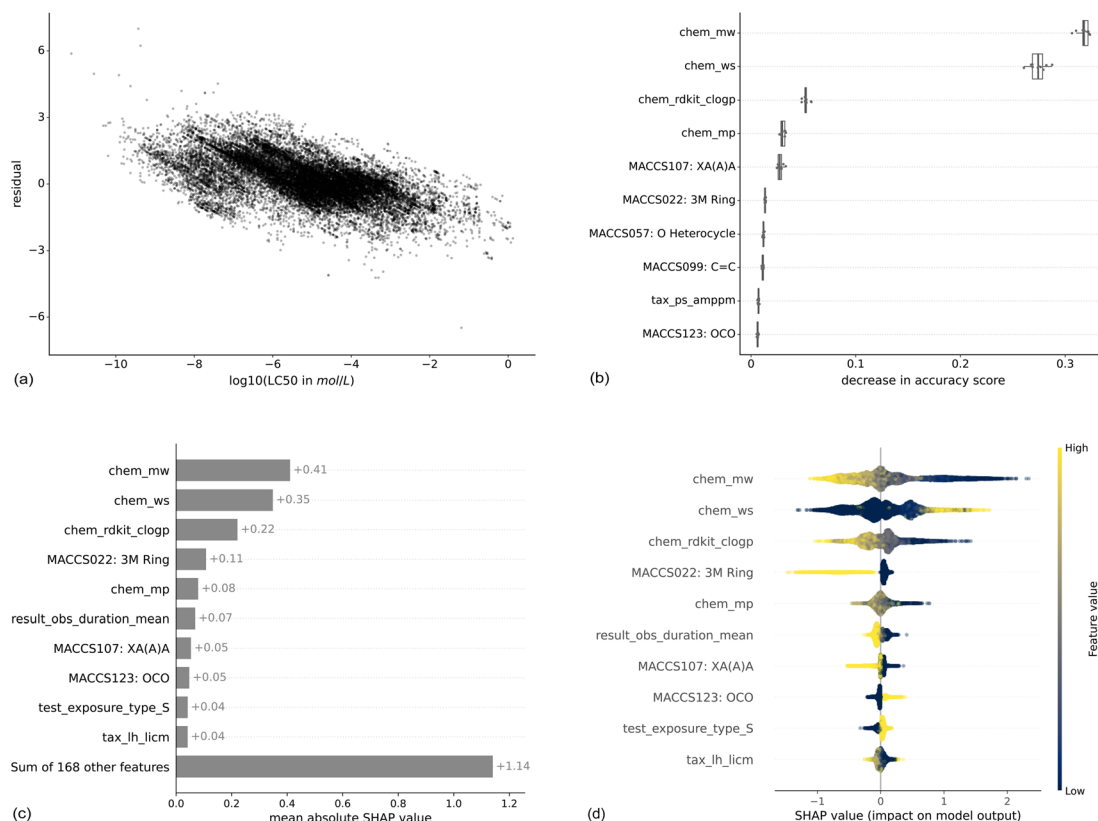 6
3
0
−3
−6
residual
−10
−8
−6
−4
−2
0
log10(LC50 in mol/L)
(a)
chem_mw
chem_ws
chem_rdkit_clogp
chem_mp
MACCS107: XA(A)A
MACCS022: 3M Ring
MACCS057: O Heterocycle
MACCS099: C=C
tax_ps_amppm
MACCS123: OCO
0
0.1
0.2
0.3
decrease in accuracy score
(b)
chem_mw
+0.41
chem_ws
+0.35
chem_rdkit_clogp
+0.22
MACCS022: 3M Ring
+0.11
chem_mp
+0.08
result_obs_duration_mean
+0.07
MACCS107: XA(A)A
+0.05
MACCS123: OCO
+0.05
test_exposure_type_S
+0.04
tax_lh_licm
+0.04
Sum of 168 other features
+1.14
0.0
0.2
0.4
0.6
0.8
1.0
1.2
mean absolute SHAP value
(c)
chem_mw
chem_ws
chem_rdkit_clogp
MACCS022: 3M Ring
chem_mp
result_obs_duration_mean
MACCS107: XA(A)A
MACCS123: OCO
test_exposure_type_S
tax_lh_licm
−1
0
1
2
SHAP value (impact on model output)
High
Low
Feature value
(d)